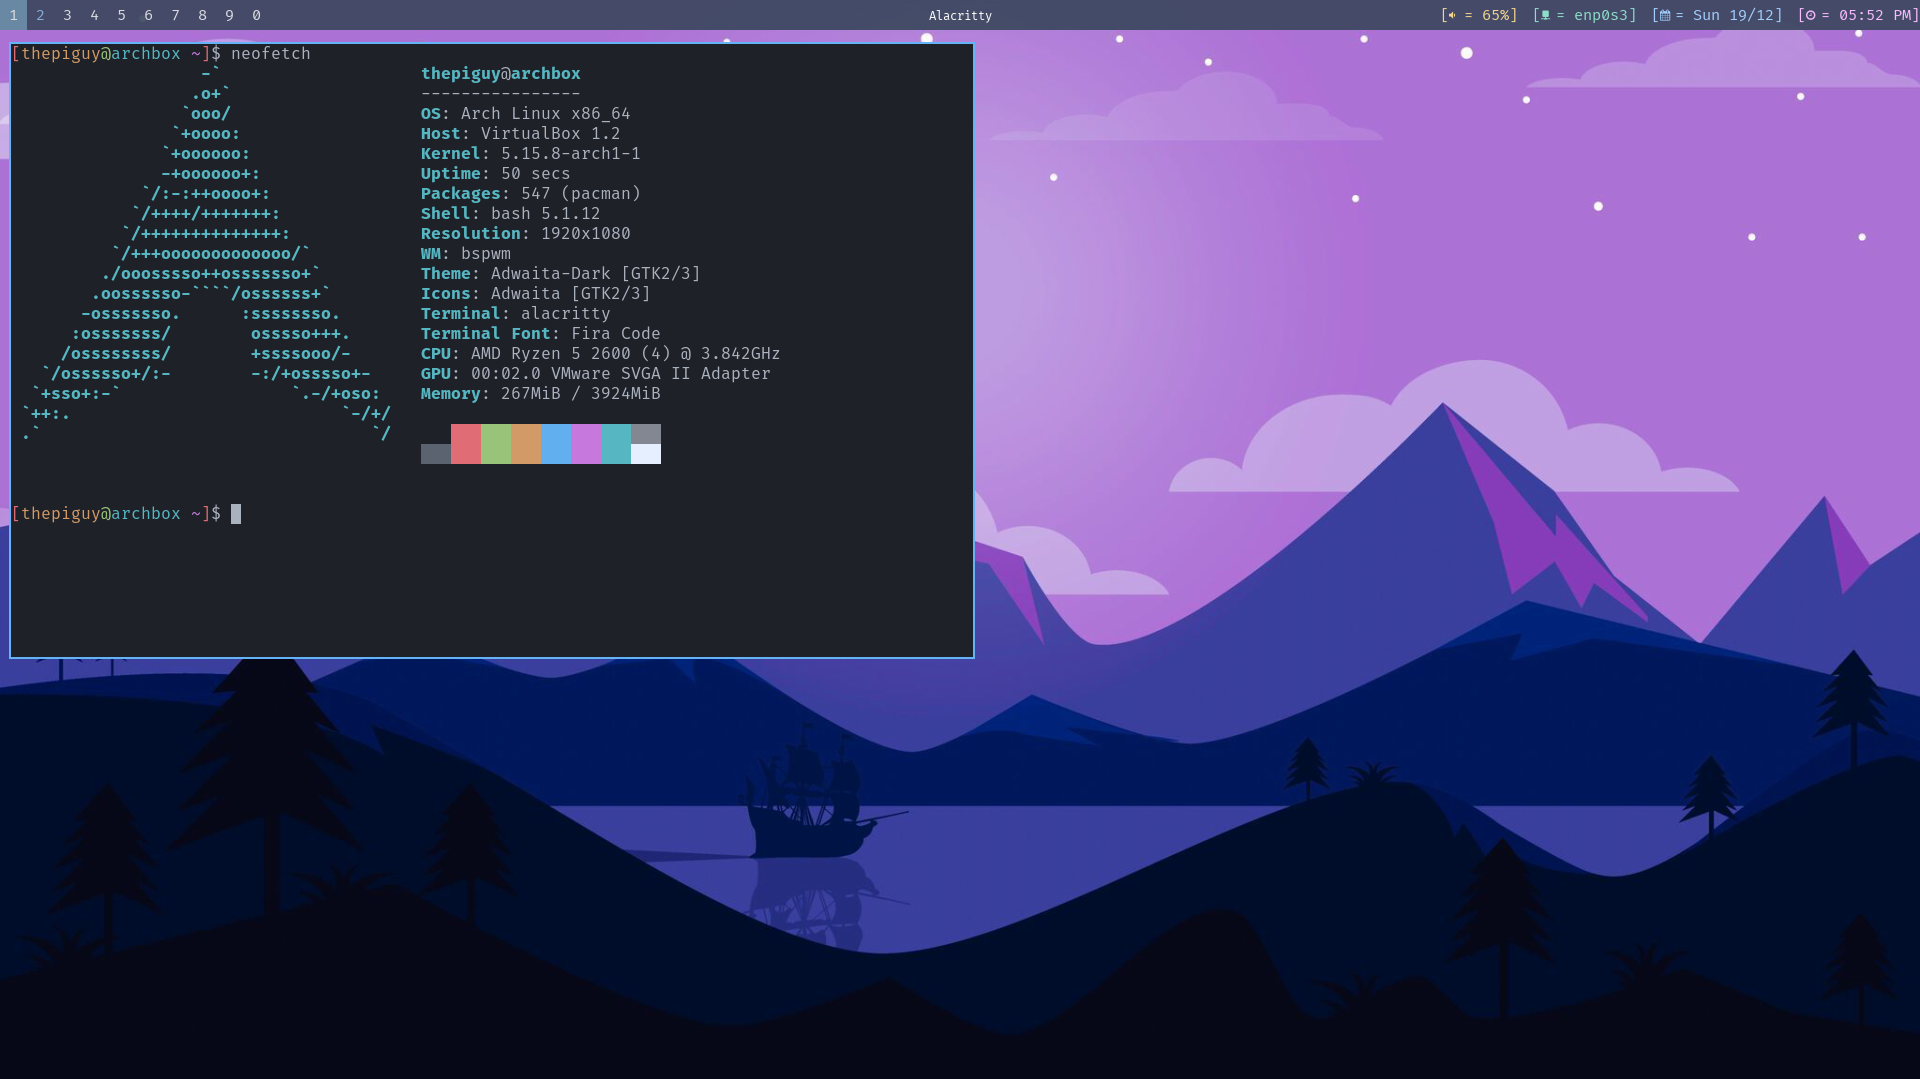 1 2 3 4 5 6 7 8 9 0 Alacritty [ = 65%] [ = enp0s3] [ = Sun 19/12] [ = 05:52 PM]
[thepiguy@archbox ~]$ neofetch
-` thepiguy@archbox
.o+` ----------------
`ooo/ OS: Arch Linux x86_64
`+oooo: Host: VirtualBox 1.2
`+oooooo: Kernel: 5.15.8-arch1-1
-+oooooo+: Uptime: 50 secs
`/:-:++oooo+: Packages: 547 (pacman)
`/++++/+++++++: Shell: bash 5.1.12
`/++++++++++++++: Resolution: 1920x1080
`/+++ooooooooooooo/` WM: bspwm
./ooosssso++osssssso+` Theme: Adwaita-Dark [GTK2/3]
.oossssso-````/ossssss+` Icons: Adwaita [GTK2/3]
-osssssso. :ssssssso. Terminal: alacritty
:osssssss/ osssso+++. Terminal Font: Fira Code
/ossssssss/ +ssssooo/- CPU: AMD Ryzen 5 2600 (4) @ 3.842GHz
`/ossssso+/:- -:/+osssso+- GPU: 00:02.0 VMware SVGA II Adapter
`+sso+:-` `.-/+oso: Memory: 267MiB / 3924MiB
`++:. `-/+/
.` `/
[thepiguy@archbox ~]$